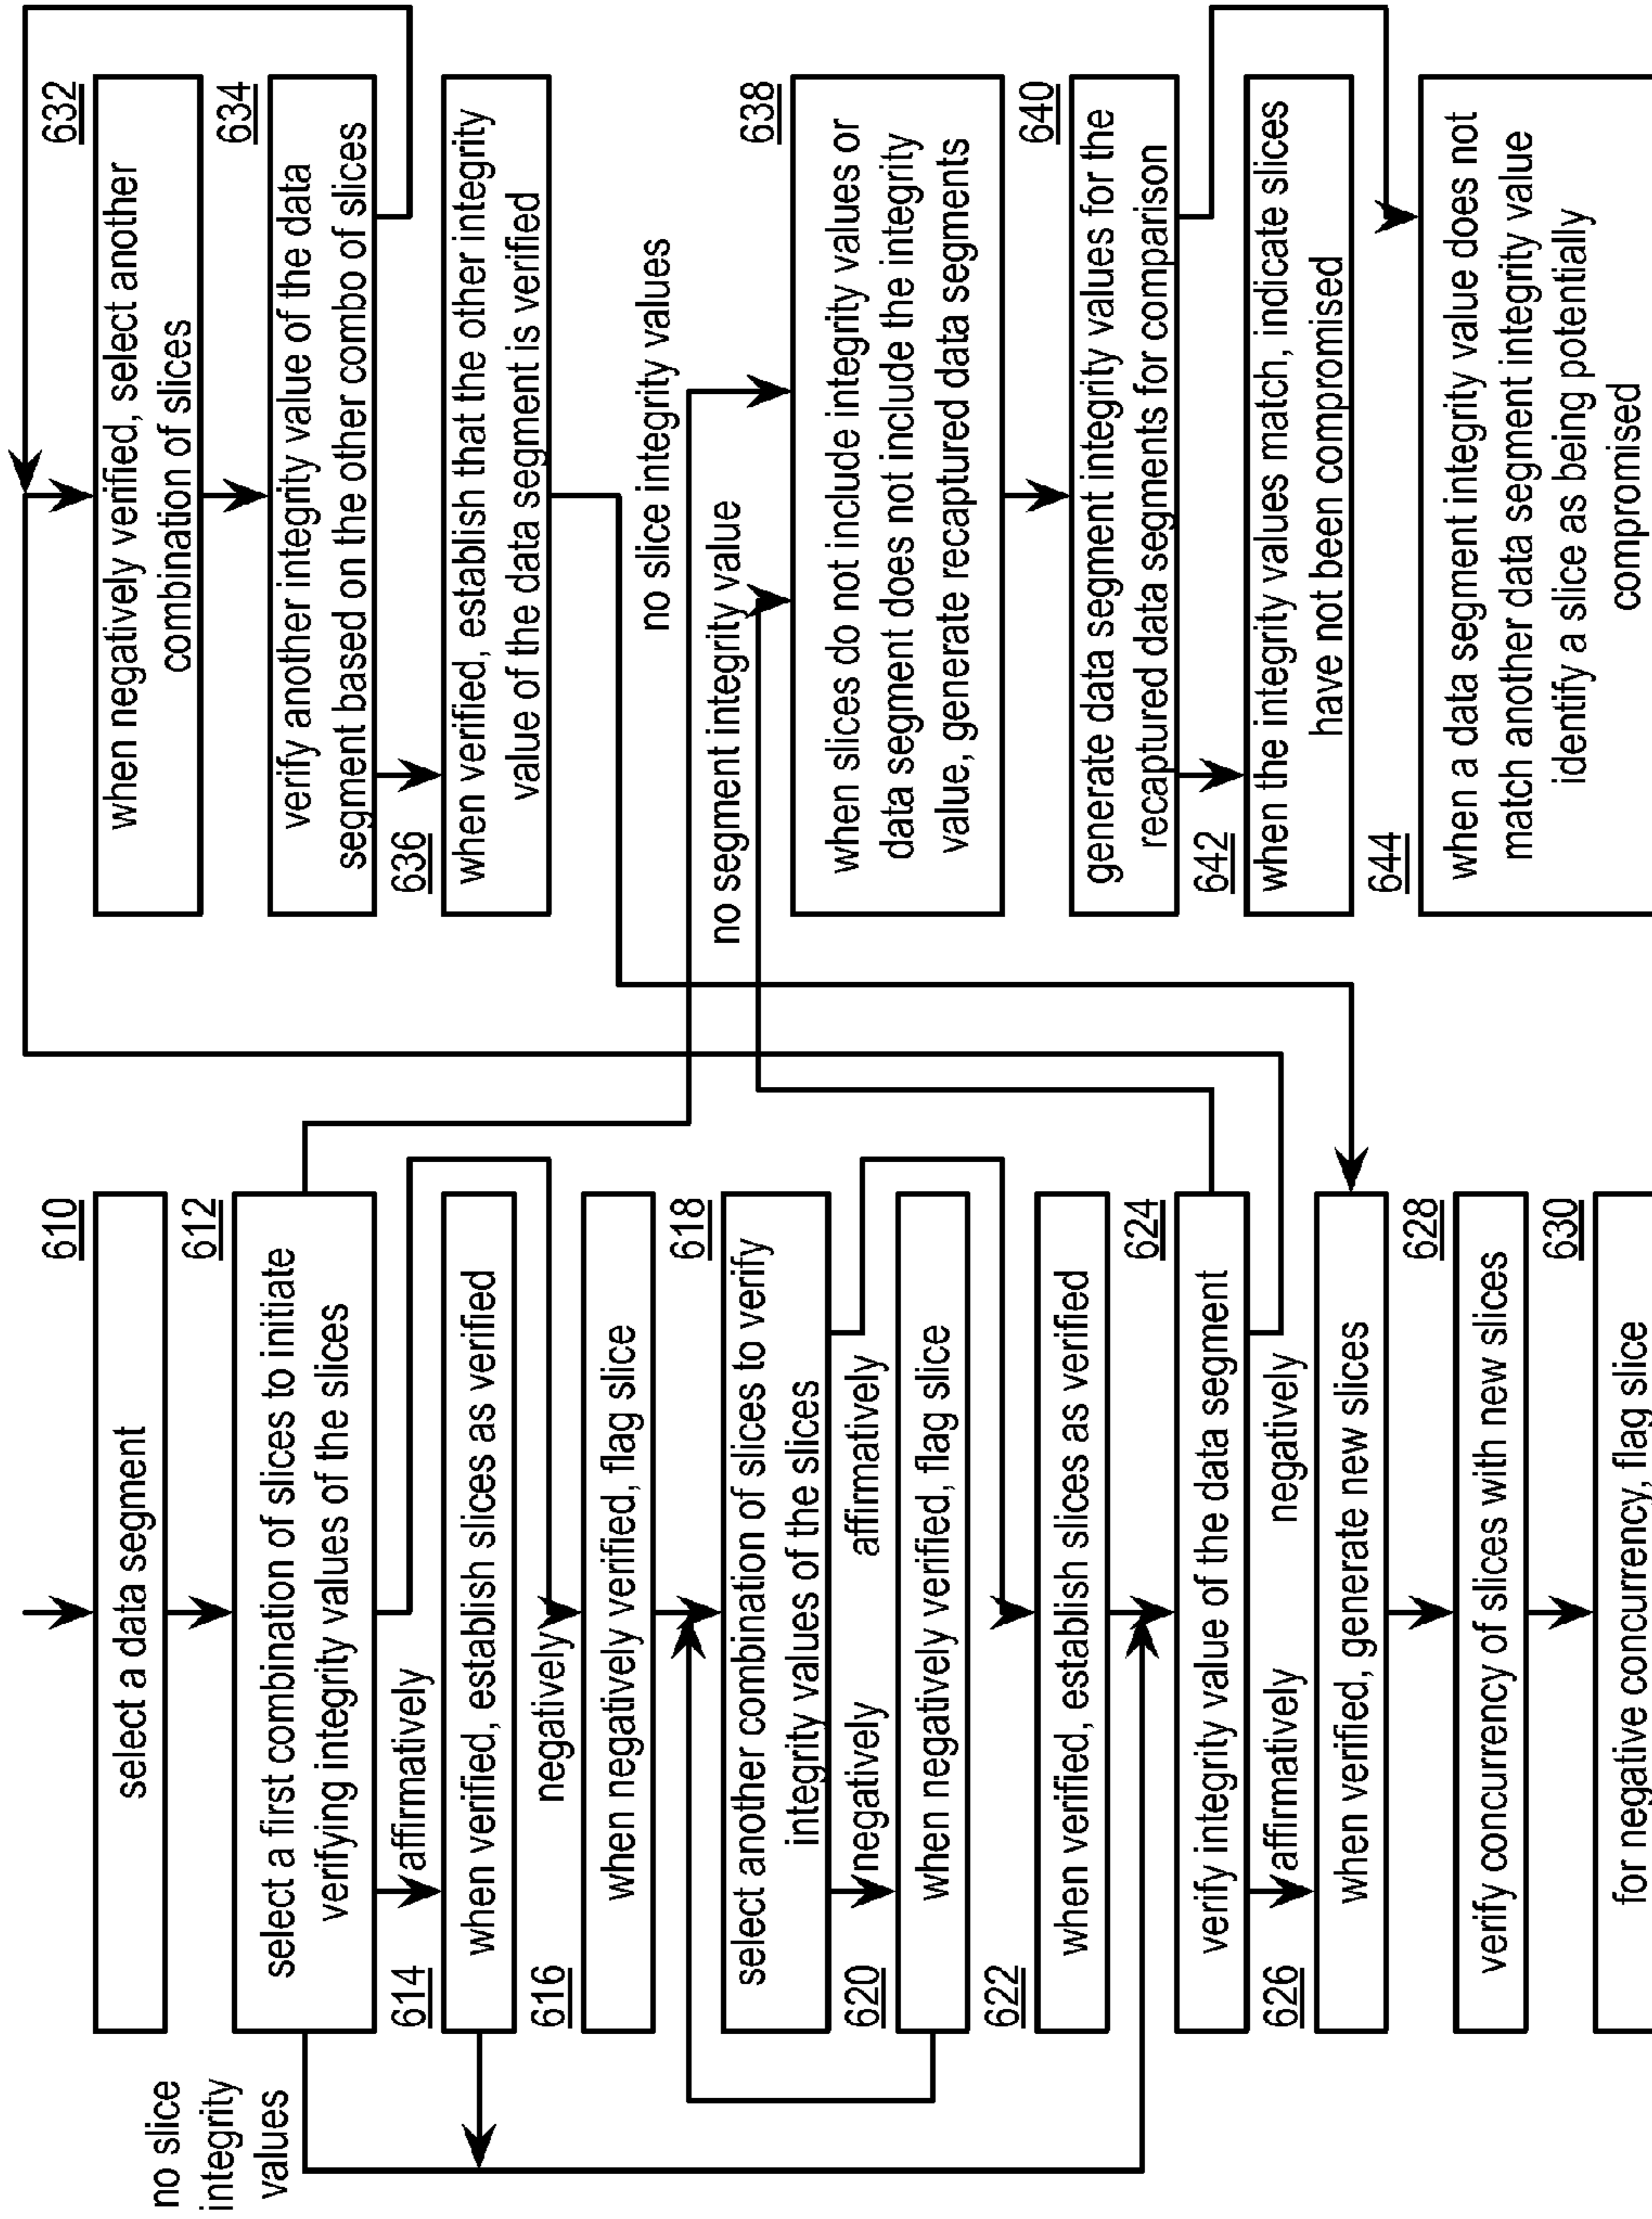 610
select a data segment
612
select a first combination of slices to initiate
verifying integrity values of the slices
no slice
integrity
values
affirmatively
614
when verified, establish slices as verified
negatively
616
when negatively verified, flag slice
618
select another combination of slices to verify
integrity values of the slices
negatively
affirmatively
620
when negatively verified, flag slice
622
when verified, establish slices as verified
624
verify integrity value of the data segment
affirmatively
negatively
626
when verified, generate new slices
628
verify concurrency of slices with new slices
630
for negative concurrency, flag slice
632
when negatively verified, select another
combination of slices
634
verify another integrity value of the data
segment based on the other combo of slices
636
when verified, establish that the other integrity
value of the data segment is verified
no slice integrity values
no segment integrity value
638
when slices do not include integrity values or
data segment does not include the integrity
value, generate recaptured data segments
640
generate data segment integrity values for the
recaptured data segments for comparison
642
when the integrity values match, indicate slices
have not been compromised
644
when a data segment integrity value does not
match another data segment integrity value
identify a slice as being potentially
compromised